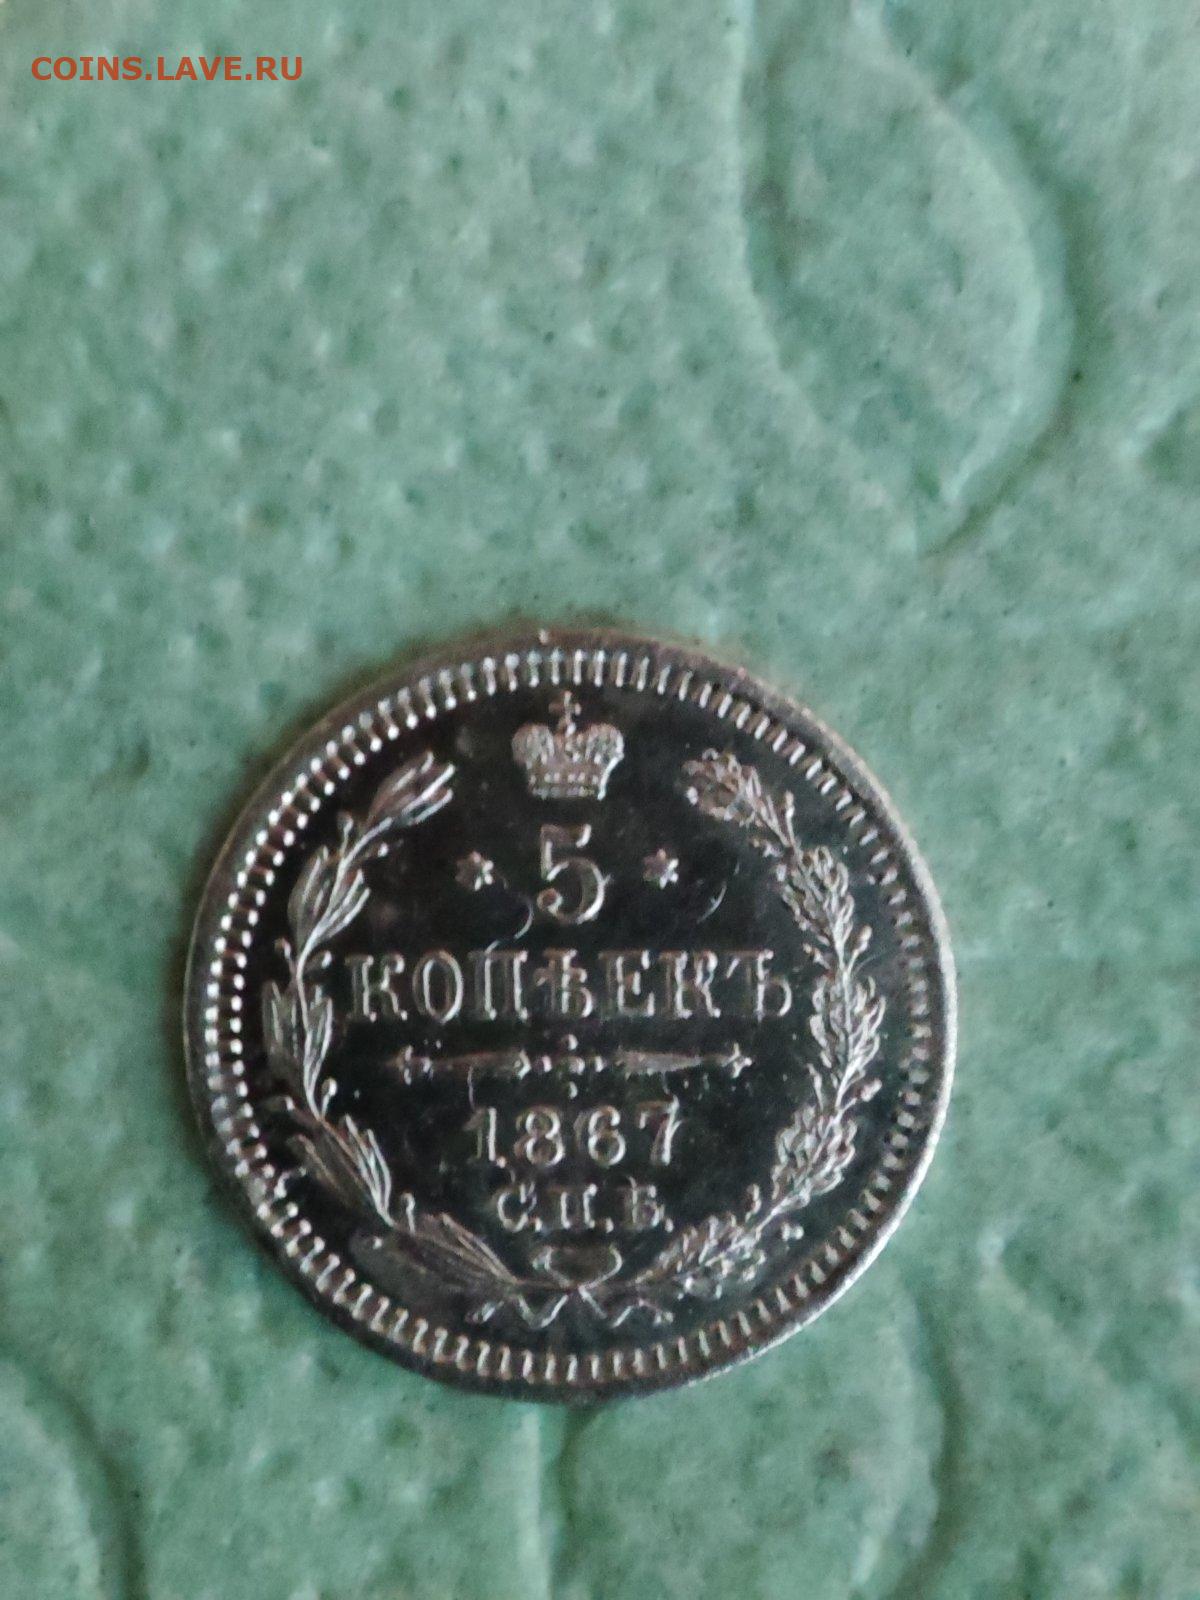 COINS.LAVE.RU
5
КОПѢЕКЪ
1867
С.П.Б.